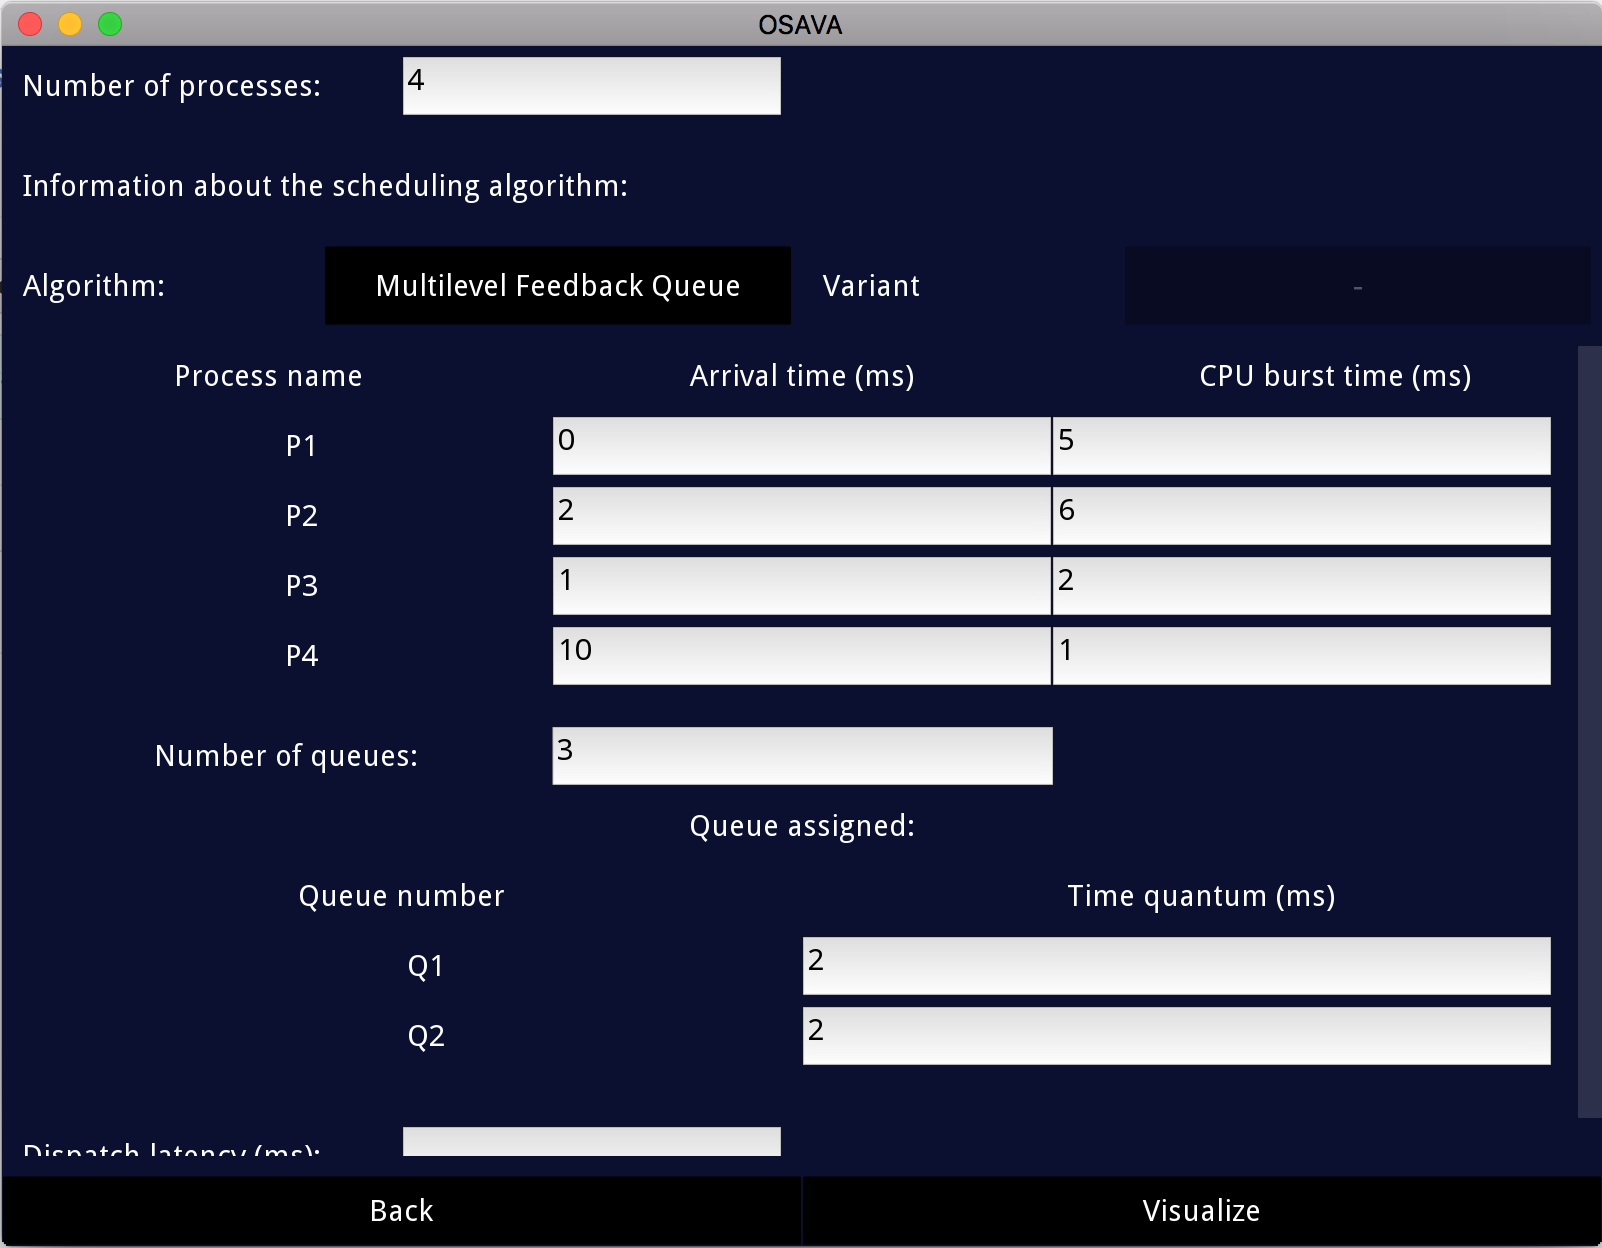 OSAVA
Number of processes: 4
Information about the scheduling algorithm:
Algorithm: Multilevel Feedback Queue Variant -
Process name Arrival time (ms) CPU burst time (ms)
P1 0 5
P2 2 6
P3 1 2
P4 10 1
Number of queues: 3
Queue assigned:
Queue number Time quantum (ms)
Q1 2
Q2 2
Dispatch latency (ms):
Back Visualize